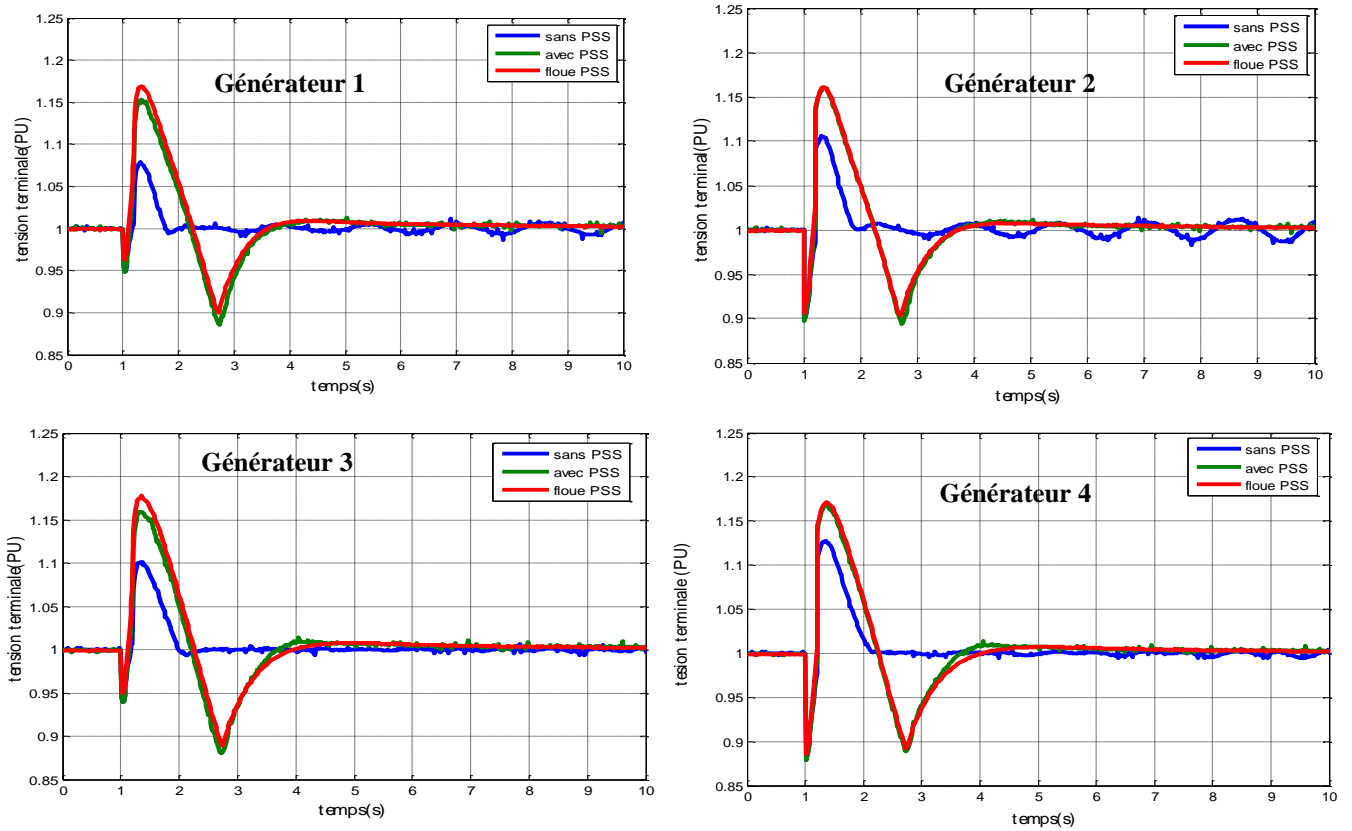 1.25
1.2
1.15
1.1
1.05
1
0.95
0.9
0.85
0 1 2 3 4 5 6 7 8 9 10
tension terminale(PU)
temps(s)
Générateur 1
sans PSS
avec PSS
floue PSS
1.25
1.2
1.15
1.1
1.05
1
0.95
0.9
0.85
0 1 2 3 4 5 6 7 8 9 10
tension terminal(PU)
temps(s)
Générateur 2
sans PSS
avec PSS
floue PSS
1.25
1.2
1.15
1.1
1.05
1
0.95
0.9
0.85
0 1 2 3 4 5 6 7 8 9 10
tension terminale(PU)
temps(s)
Générateur 3
sans PSS
avec PSS
floue PSS
1.25
1.2
1.15
1.1
1.05
1
0.95
0.9
0.85
0 1 2 3 4 5 6 7 8 9 10
tesion terminale (PU)
temps(s)
Générateur 4
sans PSS
avec PSS
floue PSS